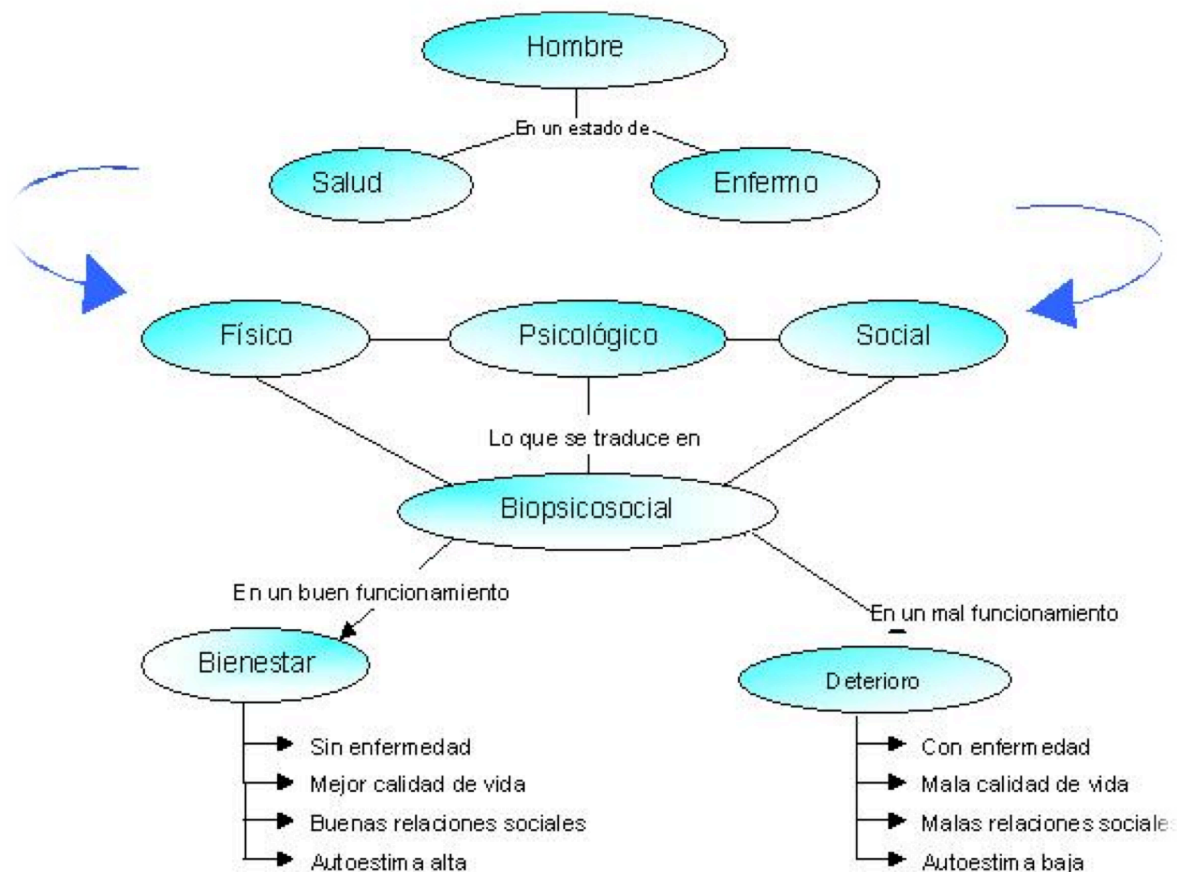 Hombre
En un estado de
Salud
Enfermo
Físico
Psicológico
Social
Lo que se traduce en
Biopsicosocial
En un buen funcionamiento
En un mal funcionamiento
Bienestar
Deterioro
Sin enfermedad
Mejor calidad de vida
Buenas relaciones sociales
Autoestima alta
Con enfermedad
Mala calidad de vida
Malas relaciones sociales
Autoestima baja